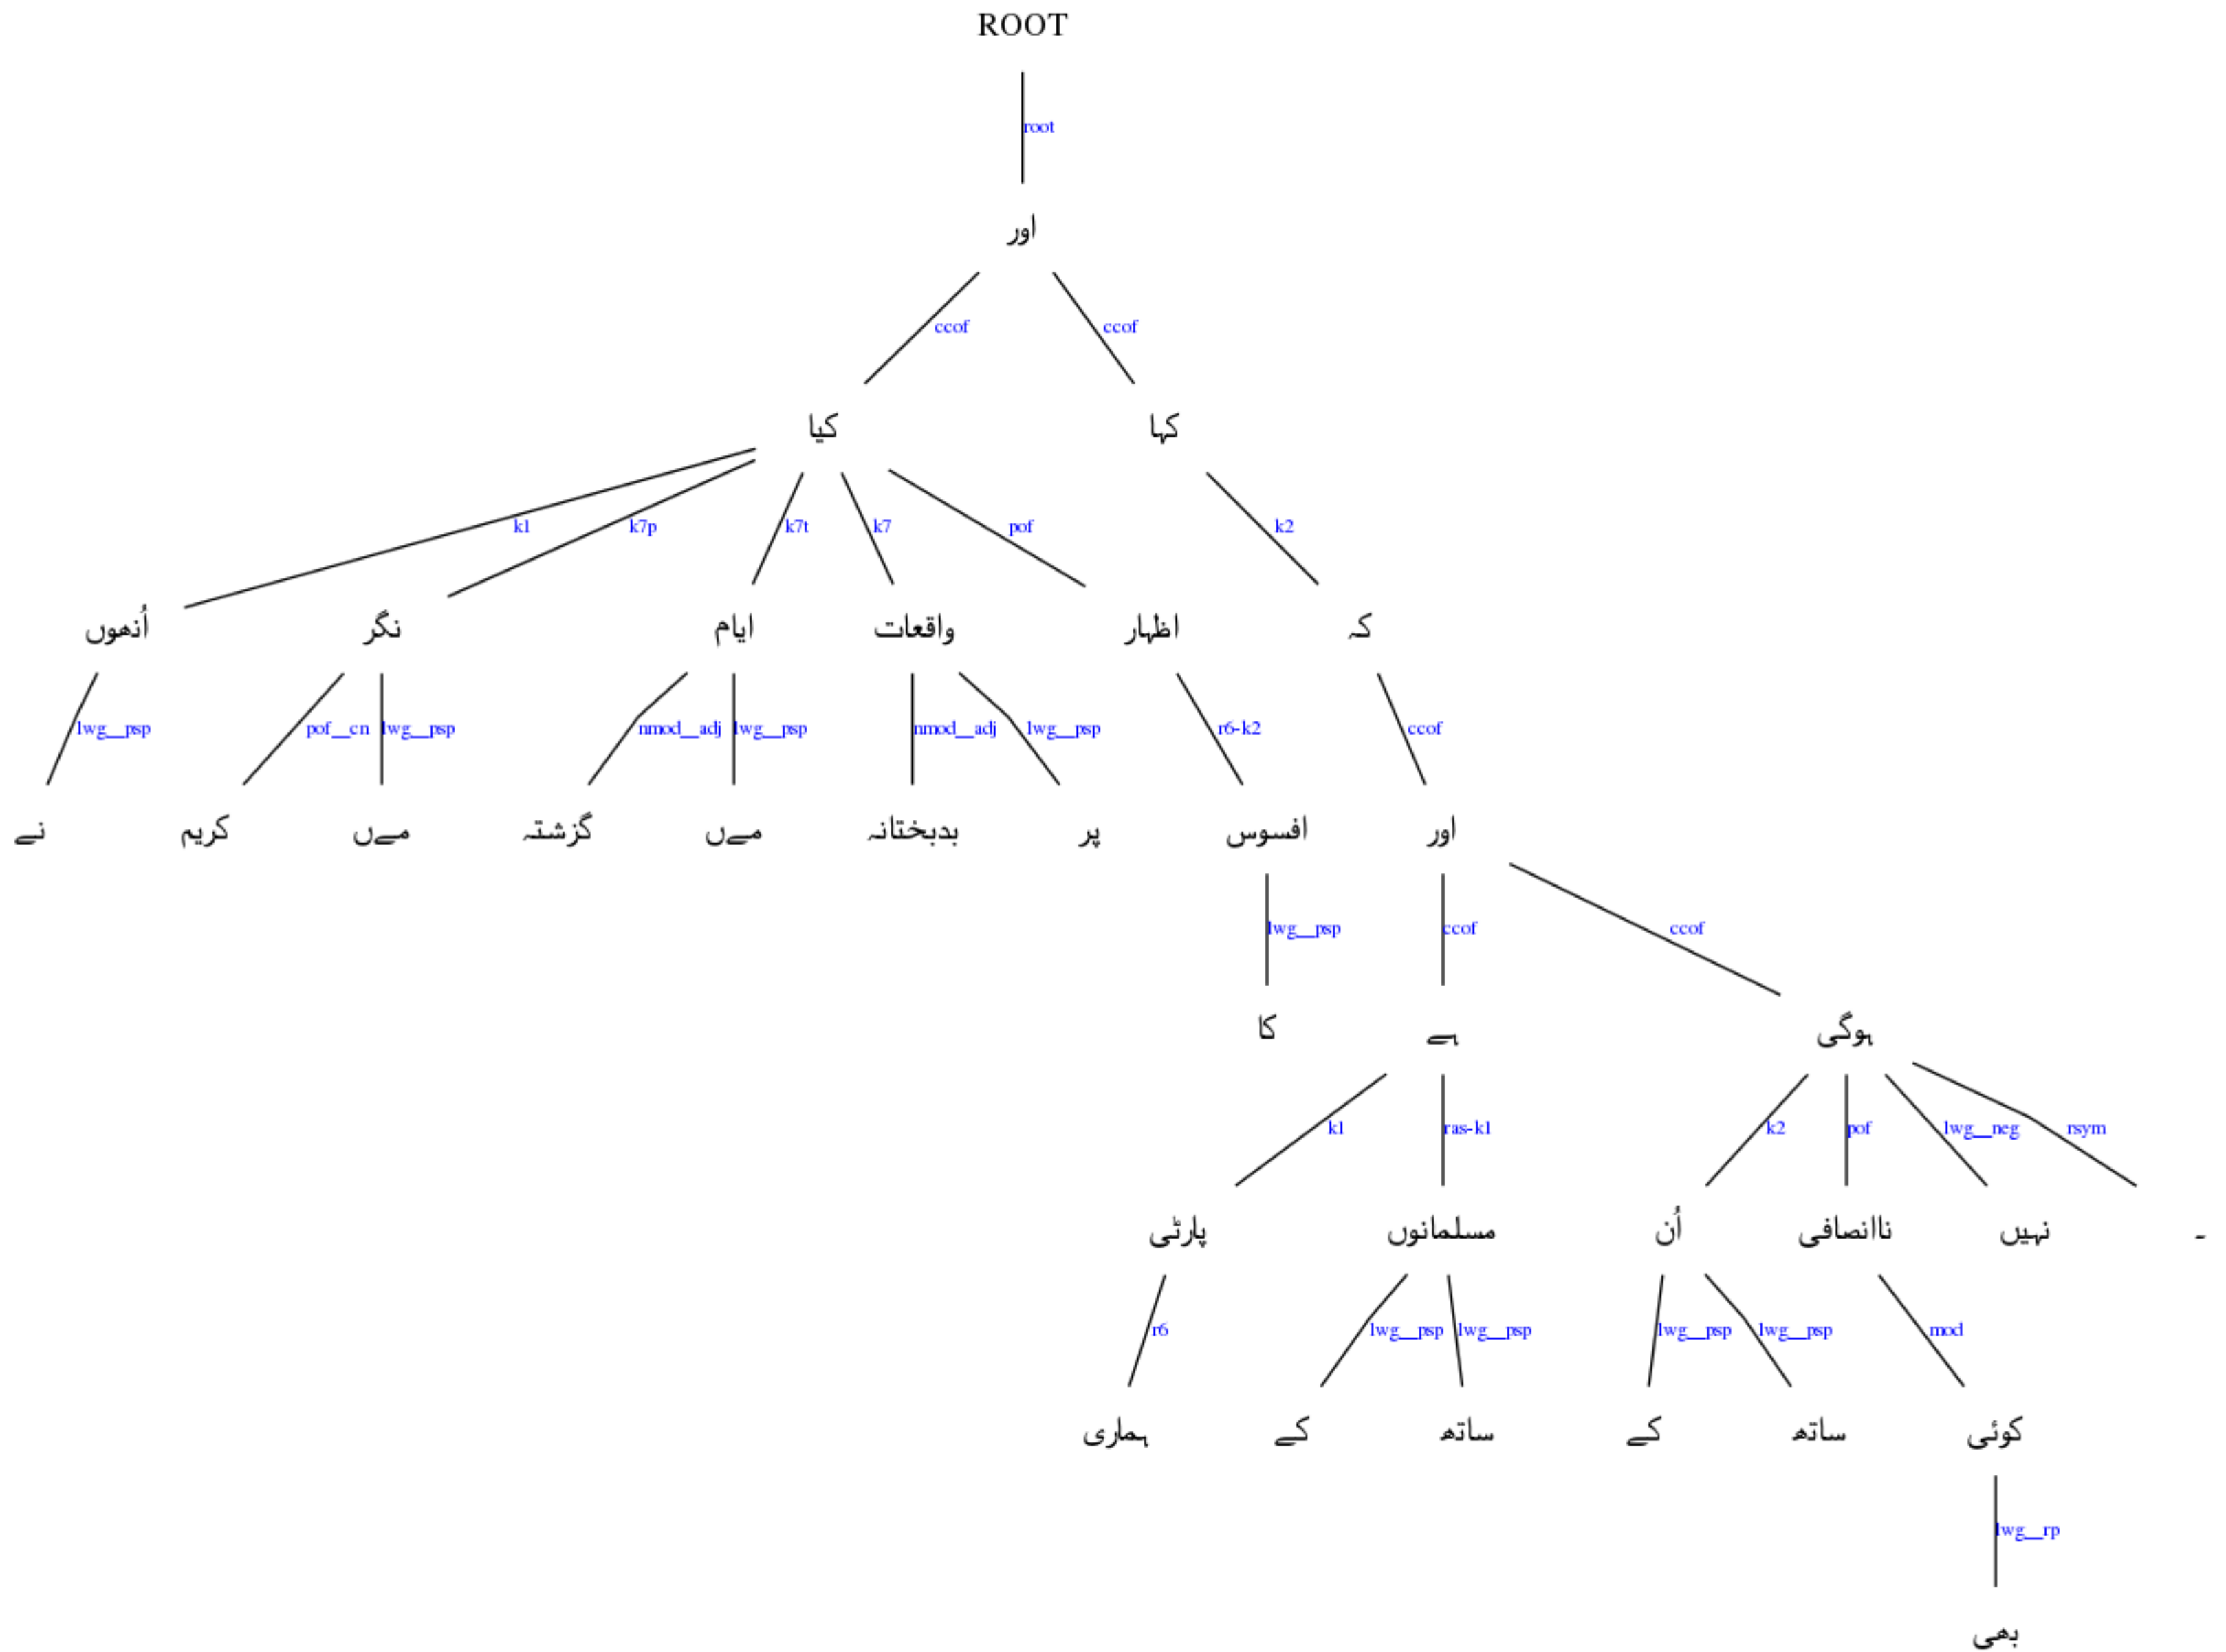 ROOT
root
اور
ccof ccof
کیا کہا
k1 k7p k7t k7 pof k2
اُنھوں نگر ایام واقعات اظہار کہ
lwg__psp pof__cn lwg__psp nmod__adj lwg__psp nmod__adj lwg__psp r6-k2 ccof
نے کریم مےں گزشتہ مےں بدبختانہ پر افسوس اور
lwg__psp ccof ccof
کا ہے ہوگی
k1 ras-k1 k2 pof lwg__neg rsym
پارٹی مسلمانوں اُن ناانصافی نہیں ۔
r6 lwg__psp lwg__psp lwg__psp lwg__psp mod
ہماری کے ساتھ کے ساتھ کوئی
lwg__rp
بھی